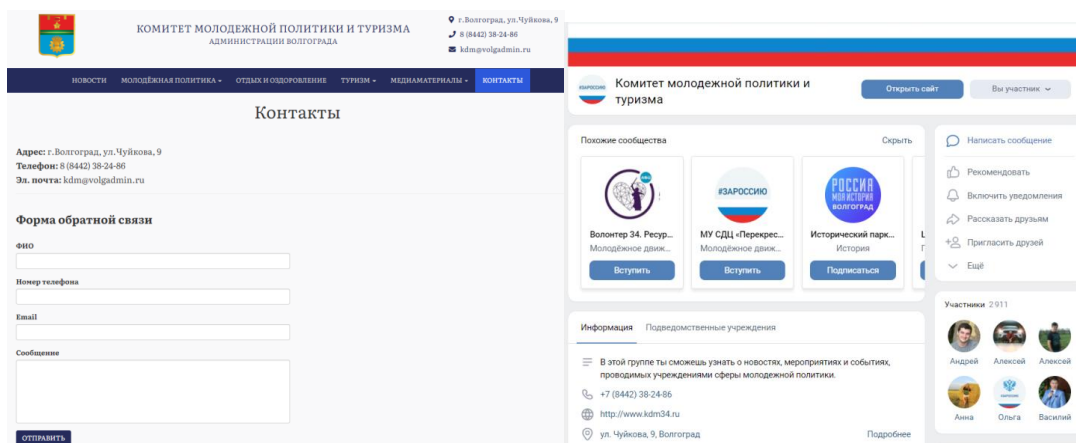 КОМИТЕТ МОЛОДЕЖНОЙ ПОЛИТИКИ И ТУРИЗМА
АДМИНИСТРАЦИИ ВОЛГОГРАДА
г.Волгоград, ул.Чуйкова, 9
8 (8442) 38-24-86
kdm@volgadmin.ru
НОВОСТИ МОЛОДЁЖНАЯ ПОЛИТИКА ОТДЫХ И ОЗДОРОВЛЕНИЕ ТУРИЗМ МЕДИАМАТЕРИАЛЫ КОНТАКТЫ
Контакты
Адрес: г.Волгоград, ул.Чуйкова, 9
Телефон: 8 (8442) 38-24-86
Эл. почта: kdm@volgadmin.ru
Форма обратной связи
ФИО
Номер телефона
Email
Сообщение
ОТПРАВИТЬ
#ЗАРОССИЮ
Комитет молодежной политики и
туризма
Открыть сайт
Вы участник
Похожие сообщества
Скрыть
#ЗАРОССИЮ
РОССИЯ
МОЯ ИСТОРИЯ
ВОЛГОГРАД
Волонтер 34. Ресур...
МУ СДЦ «Перекрес...
Исторический парк...
Молодёжное движ...
Молодёжное движ...
История
Вступить
Вступить
Подписаться
Информация Подведомственные учреждения
В этой группе ты сможешь узнать о новостях, мероприятиях и событиях,
проводимых учреждениями сферы молодежной политики.
+7 (8442) 38-24-86
http://www.kdm34.ru
ул. Чуйкова, 9, Волгоград
Подробнее
Написать сообщение
Рекомендовать
Включить уведомления
Рассказать друзьям
Пригласить друзей
Ещё
Участники 2 911
Андрей Алексей Алексей
Анна Ольга Василий